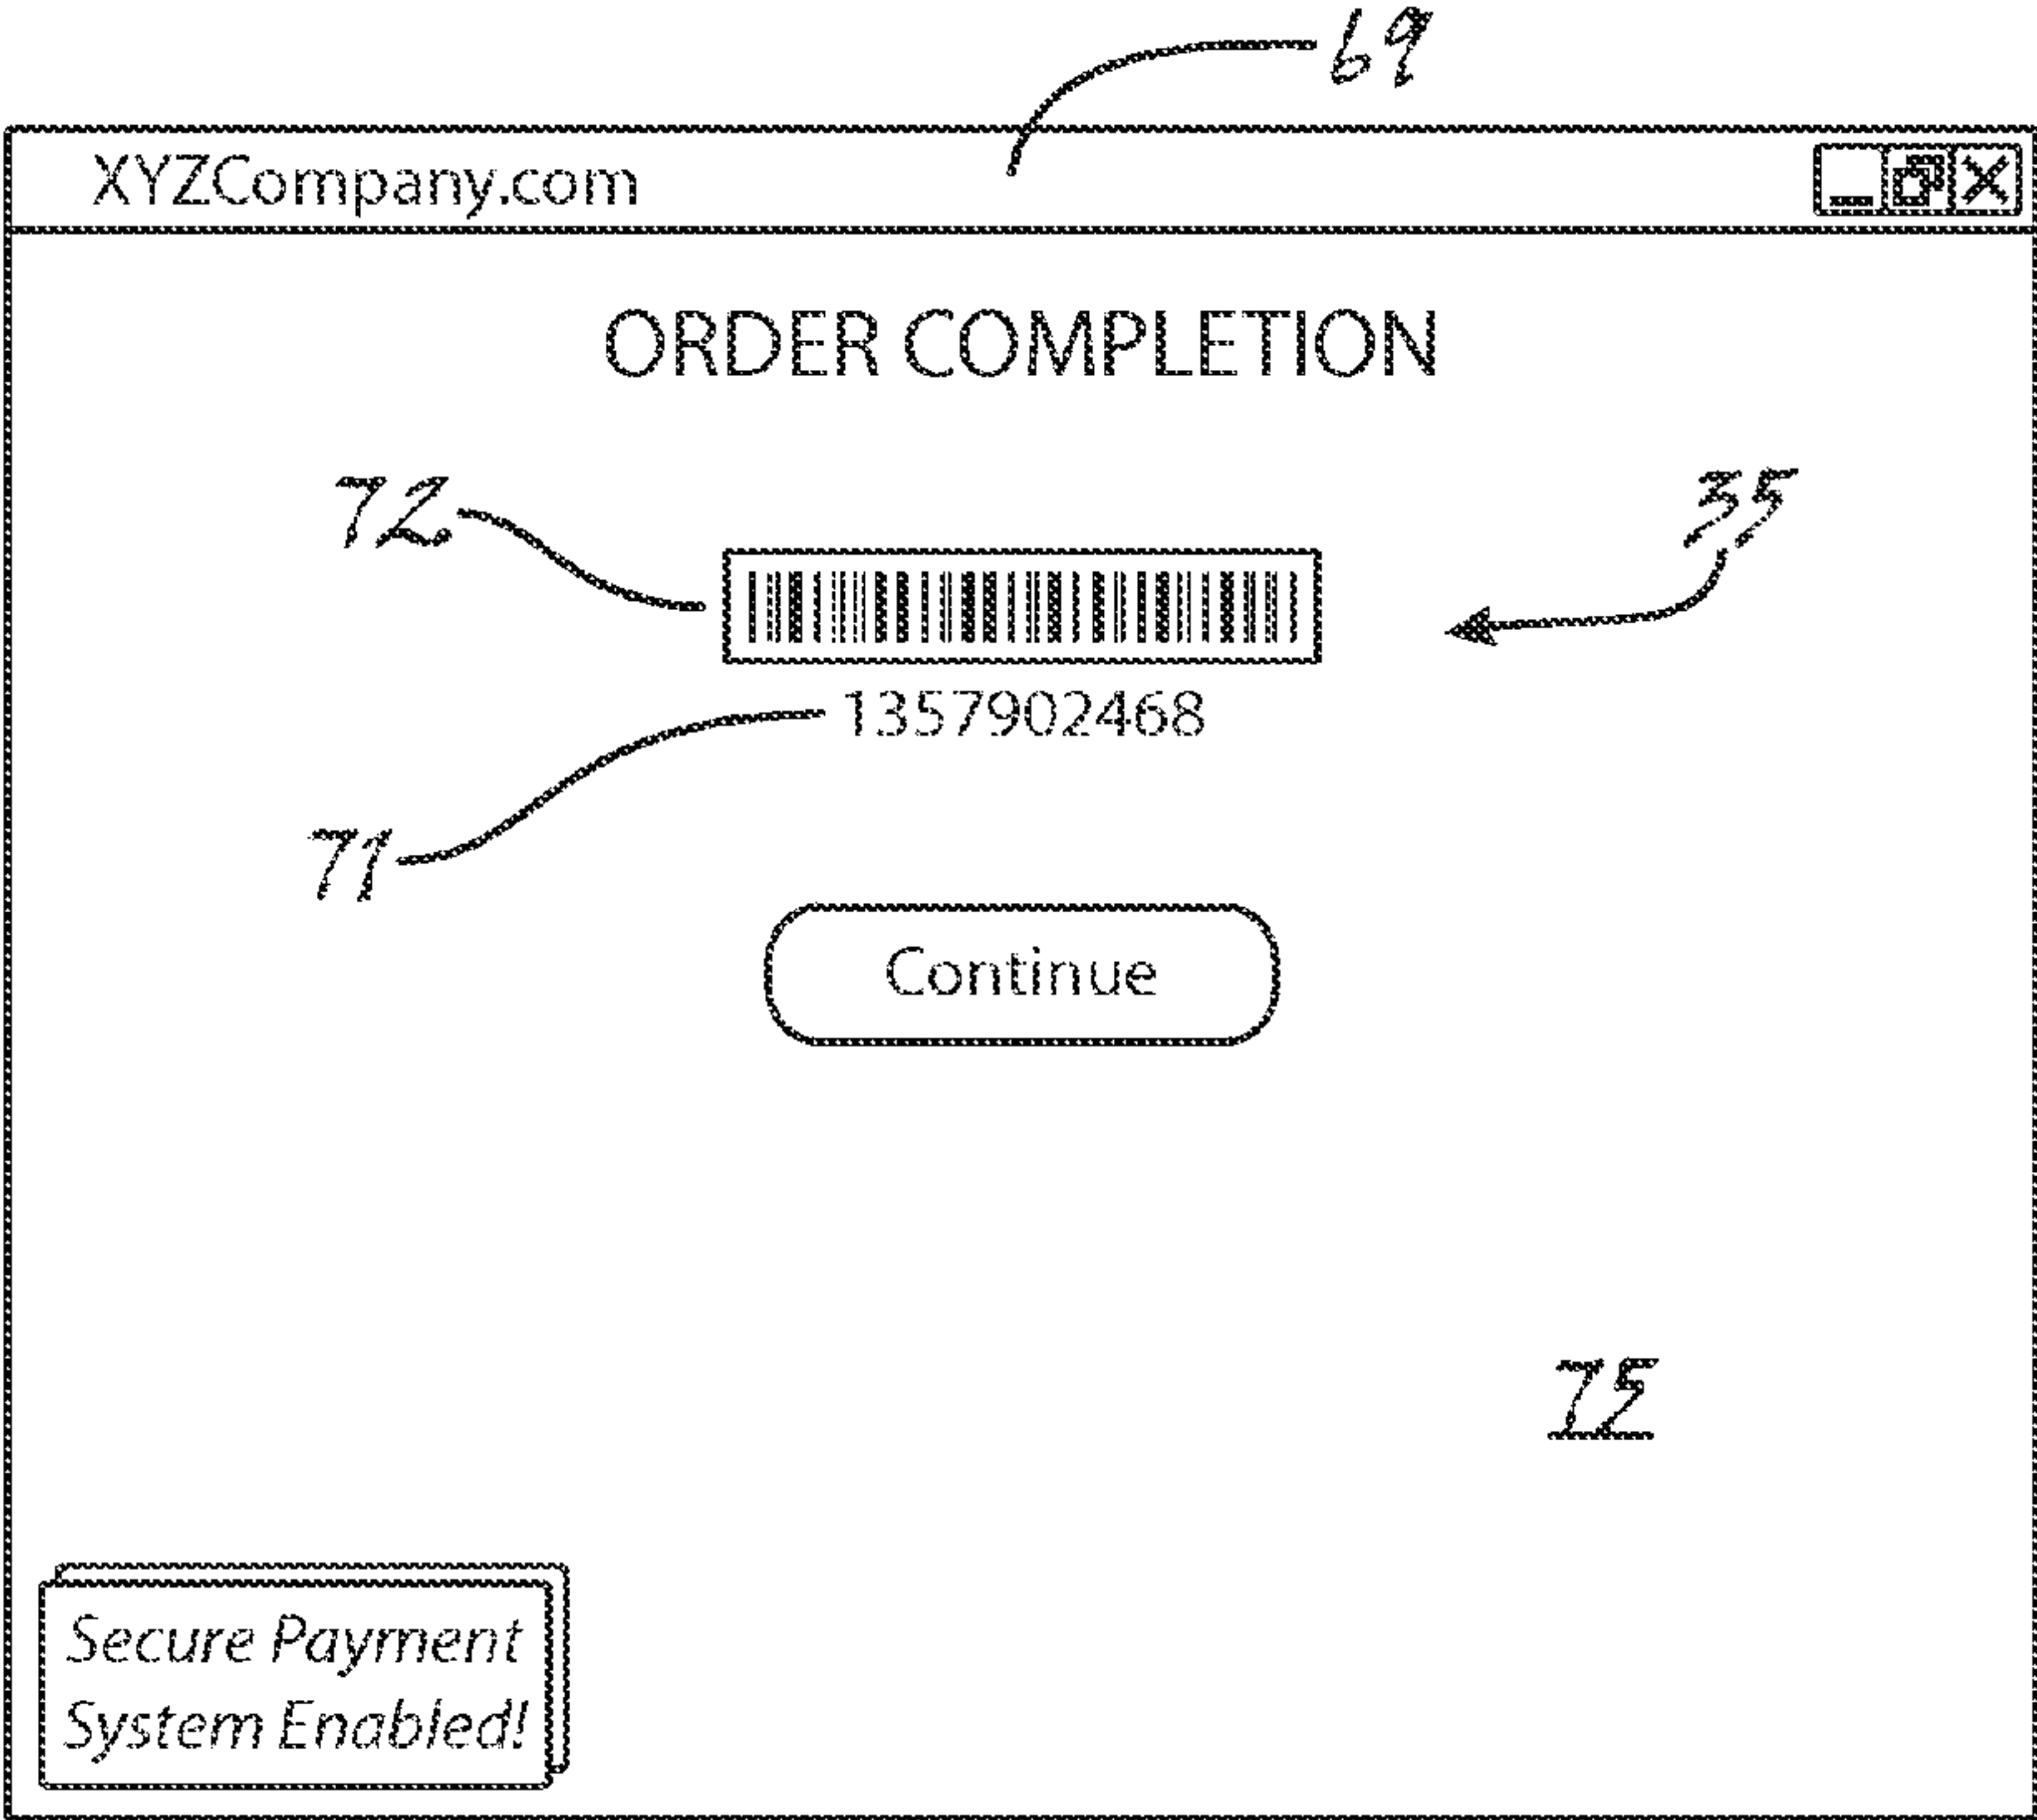 69
XYZCompany.com
ORDER COMPLETION
72
35
1357902468
71
Continue
75
Secure Payment
System Enabled!